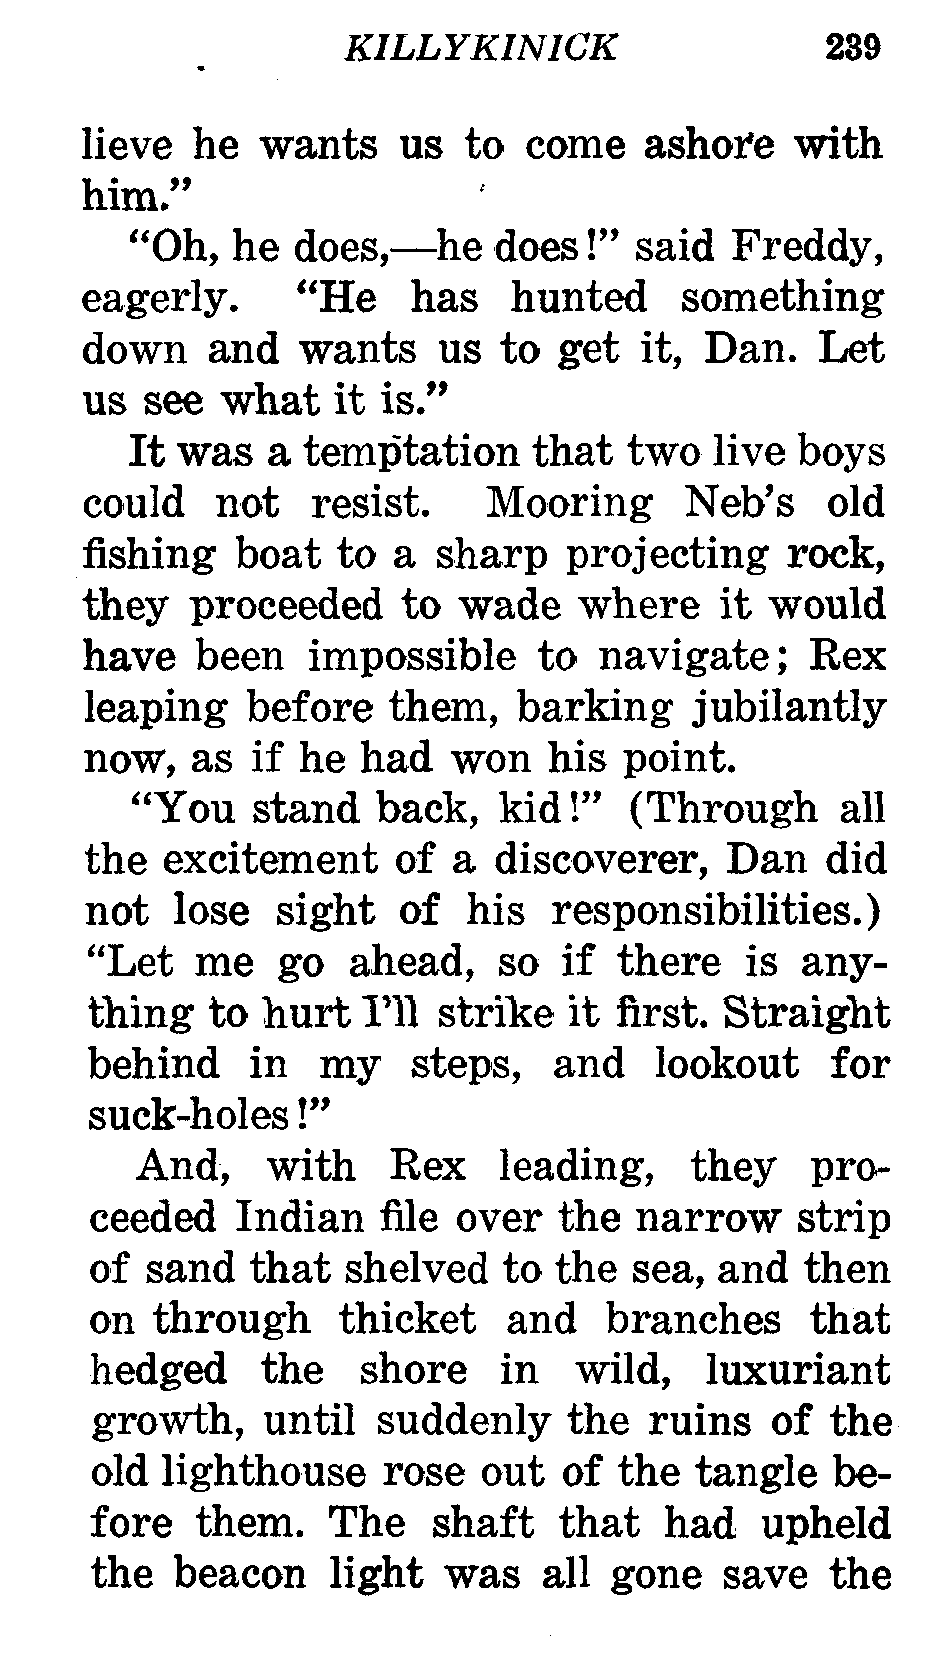 KILLYKINICK 239
lieve he wants us to come ashore with
him."
"Oh, he does,—he does!" said Freddy,
eagerly. "He has hunted something
down and wants us to get it, Dan. Let
us see what it is."
It was a temptation that two live boys
could not resist. Mooring Neb's old
fishing boat to a sharp projecting rock,
they proceeded to wade where it would
have been impossible to navigate; Rex
leaping before them, barking jubilantly
now, as if he had won his point.
"You stand back, kid!" (Through all
the excitement of a discoverer, Dan did
not lose sight of his responsibilities.)
"Let me go ahead, so if there is any-
thing to hurt I'll strike it first. Straight
behind in my steps, and lookout for
suck-holes!"
And, with Rex leading, they pro-
ceeded Indian file over the narrow strip
of sand that shelved to the sea, and then
on through thicket and branches that
hedged the shore in wild, luxuriant
growth, until suddenly the ruins of the
old lighthouse rose out of the tangle be-
fore them. The shaft that had upheld
the beacon light was all gone save the